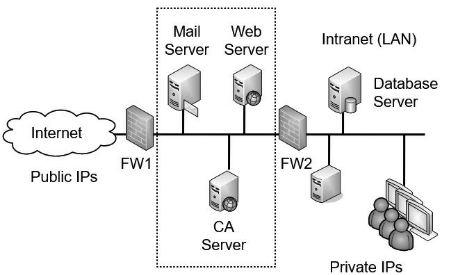 Mail
Server
Web
Server
Intranet (LAN)
Database
Server
Internet
FW1
FW2
Public IPs
CA
Server
Private IPs